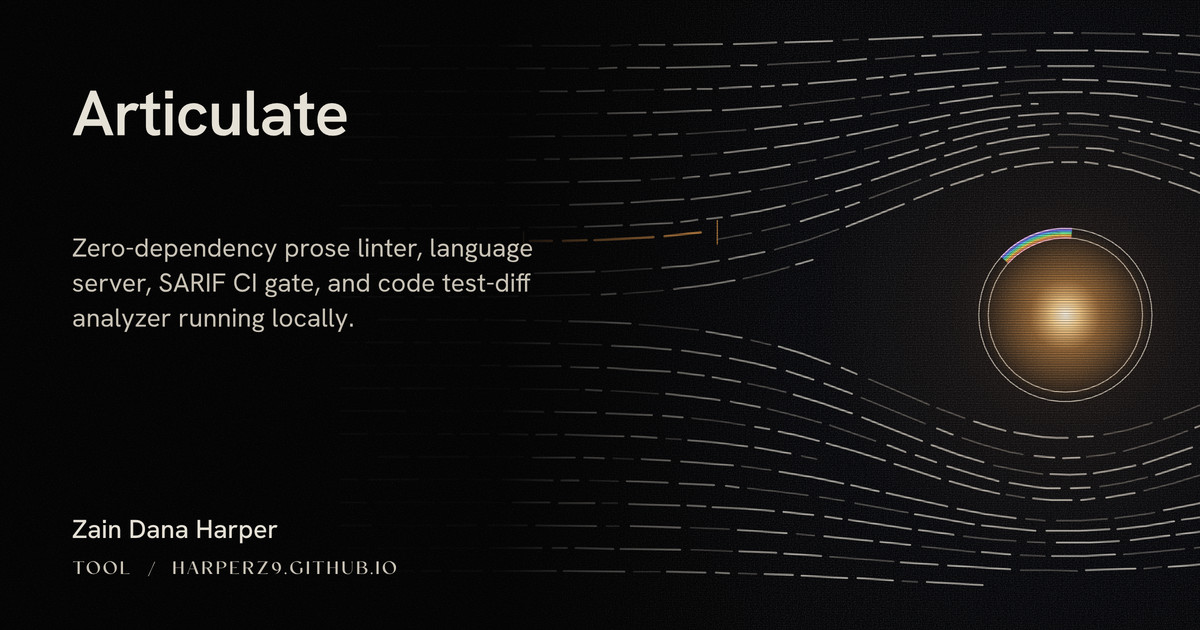 Articulate
Zero-dependency prose linter, language
server, SARIF CI gate, and code test-diff
analyzer running locally.
Zain Dana Harper
TOOL / HARPERZ9.GITHUB.IO